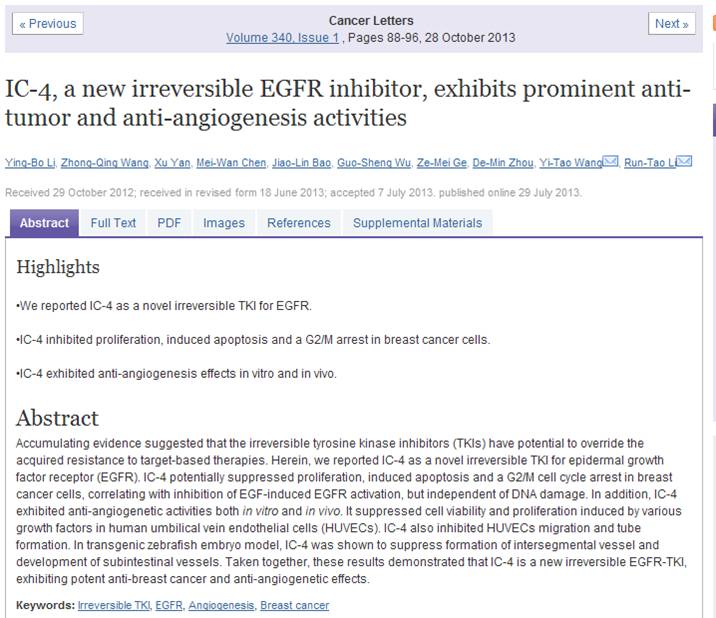 « Previous
Cancer Letters
Next »
Volume 340, Issue 1 , Pages 88-96, 28 October 2013
IC-4, a new irreversible EGFR inhibitor, exhibits prominent anti-
tumor and anti-angiogenesis activities
Ying-Bo Li, Zhong-Qing Wang, Xu Yan, Mei-Wan Chen, Jiao-Lin Bao, Guo-Sheng Wu, Ze-Mei Ge, De-Min Zhou, Yi-Tao Wang, Run-Tao Li
Received 29 October 2012; received in revised form 18 June 2013; accepted 7 July 2013. published online 29 July 2013.
Abstract Full Text PDF Images References Supplemental Materials
Highlights
•We reported IC-4 as a novel irreversible TKI for EGFR.
•IC-4 inhibited proliferation, induced apoptosis and a G2/M arrest in breast cancer cells.
•IC-4 exhibited anti-angiogenesis effects in vitro and in vivo.
Abstract
Accumulating evidence suggested that the irreversible tyrosine kinase inhibitors (TKIs) have potential to override the
acquired resistance to target-based therapies. Herein, we reported IC-4 as a novel irreversible TKI for epidermal growth
factor receptor (EGFR). IC-4 potentially suppressed proliferation, induced apoptosis and a G2/M cell cycle arrest in breast
cancer cells, correlating with inhibition of EGF-induced EGFR activation, but independent of DNA damage. In addition, IC-4
exhibited anti-angiogenetic activities both in vitro and in vivo. It suppressed cell viability and proliferation induced by various
growth factors in human umbilical vein endothelial cells (HUVECs). IC-4 also inhibited HUVECs migration and tube
formation. In transgenic zebrafish embryo model, IC-4 was shown to suppress formation of intersegmental vessel and
development of subintestinal vessels. Taken together, these results demonstrated that IC-4 is a new irreversible EGFR-TKI,
exhibiting potent anti-breast cancer and anti-angiogenetic effects.
Keywords: Irreversible TKI, EGFR, Angiogenesis, Breast cancer